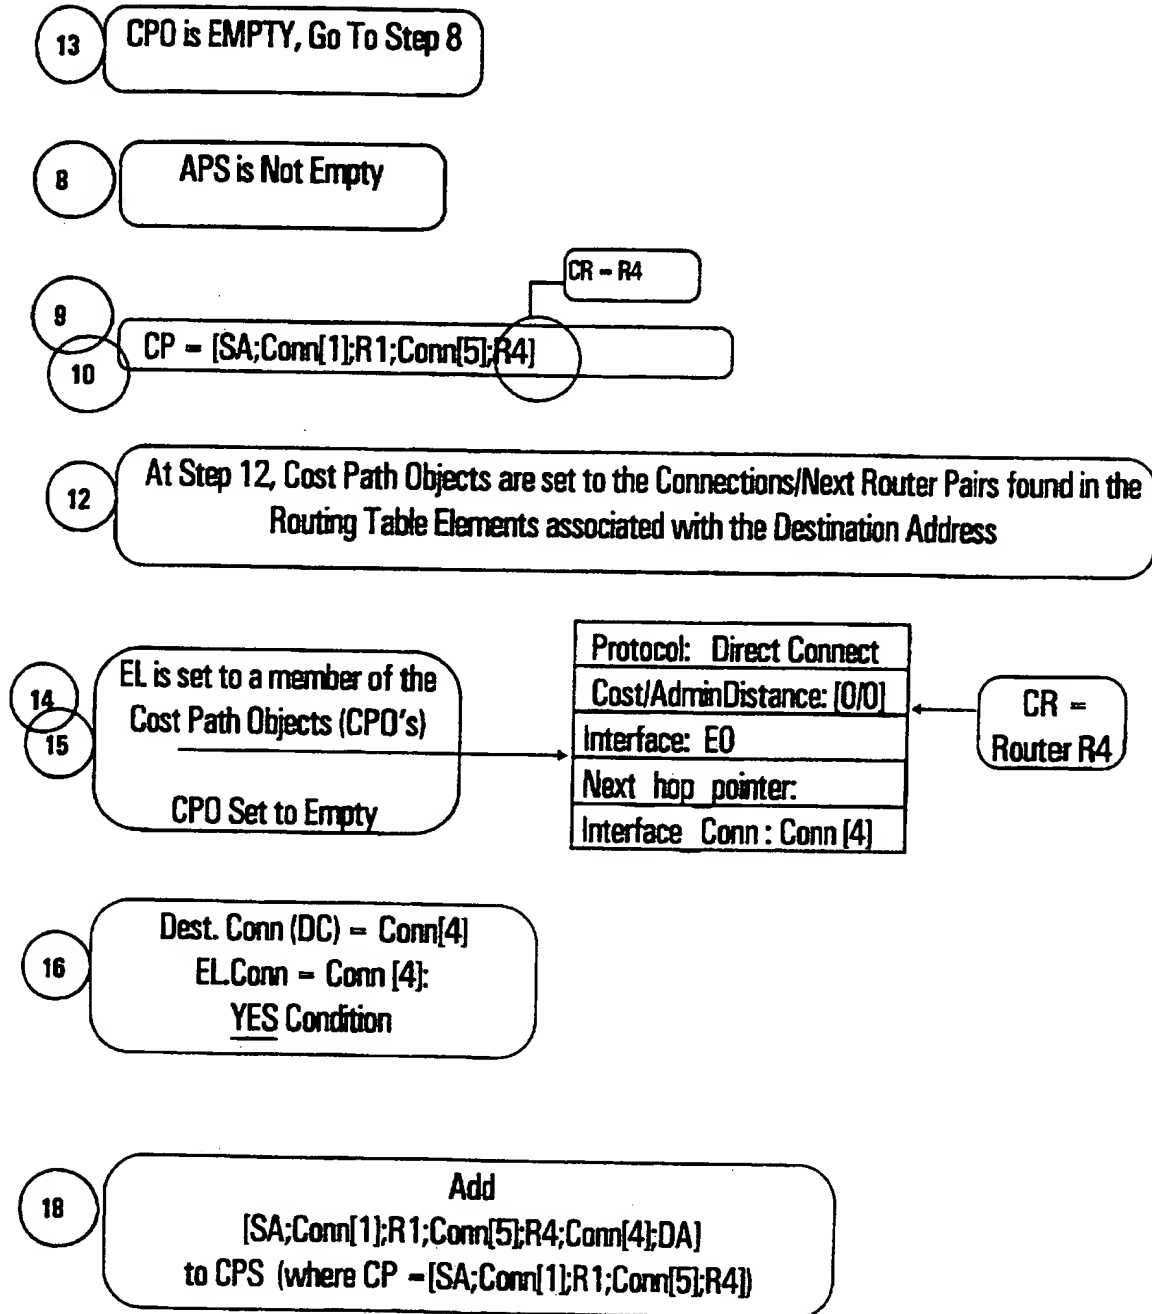 13
CPO is EMPTY, Go To Step 8
8
APS is Not Empty
CR = R4
9
10
CP = [SA;Conn[1];R1;Conn[5];R4]
12
At Step 12, Cost Path Objects are set to the Connections/Next Router Pairs found in the
Routing Table Elements associated with the Destination Address
14
15
EL is set to a member of the
Cost Path Objects (CPO's)
CPO Set to Empty
Protocol: Direct Connect
Cost/AdminDistance: [0/0]
Interface: E0
Next hop pointer:
Interface Conn : Conn [4]
CR =
Router R4
16
Dest. Conn (DC) = Conn[4]
EL.Conn = Conn [4]:
YES Condition
18
Add
[SA;Conn[1];R1;Conn[5];R4;Conn[4];DA]
to CPS (where CP =[SA;Conn[1];R1;Conn[5];R4])